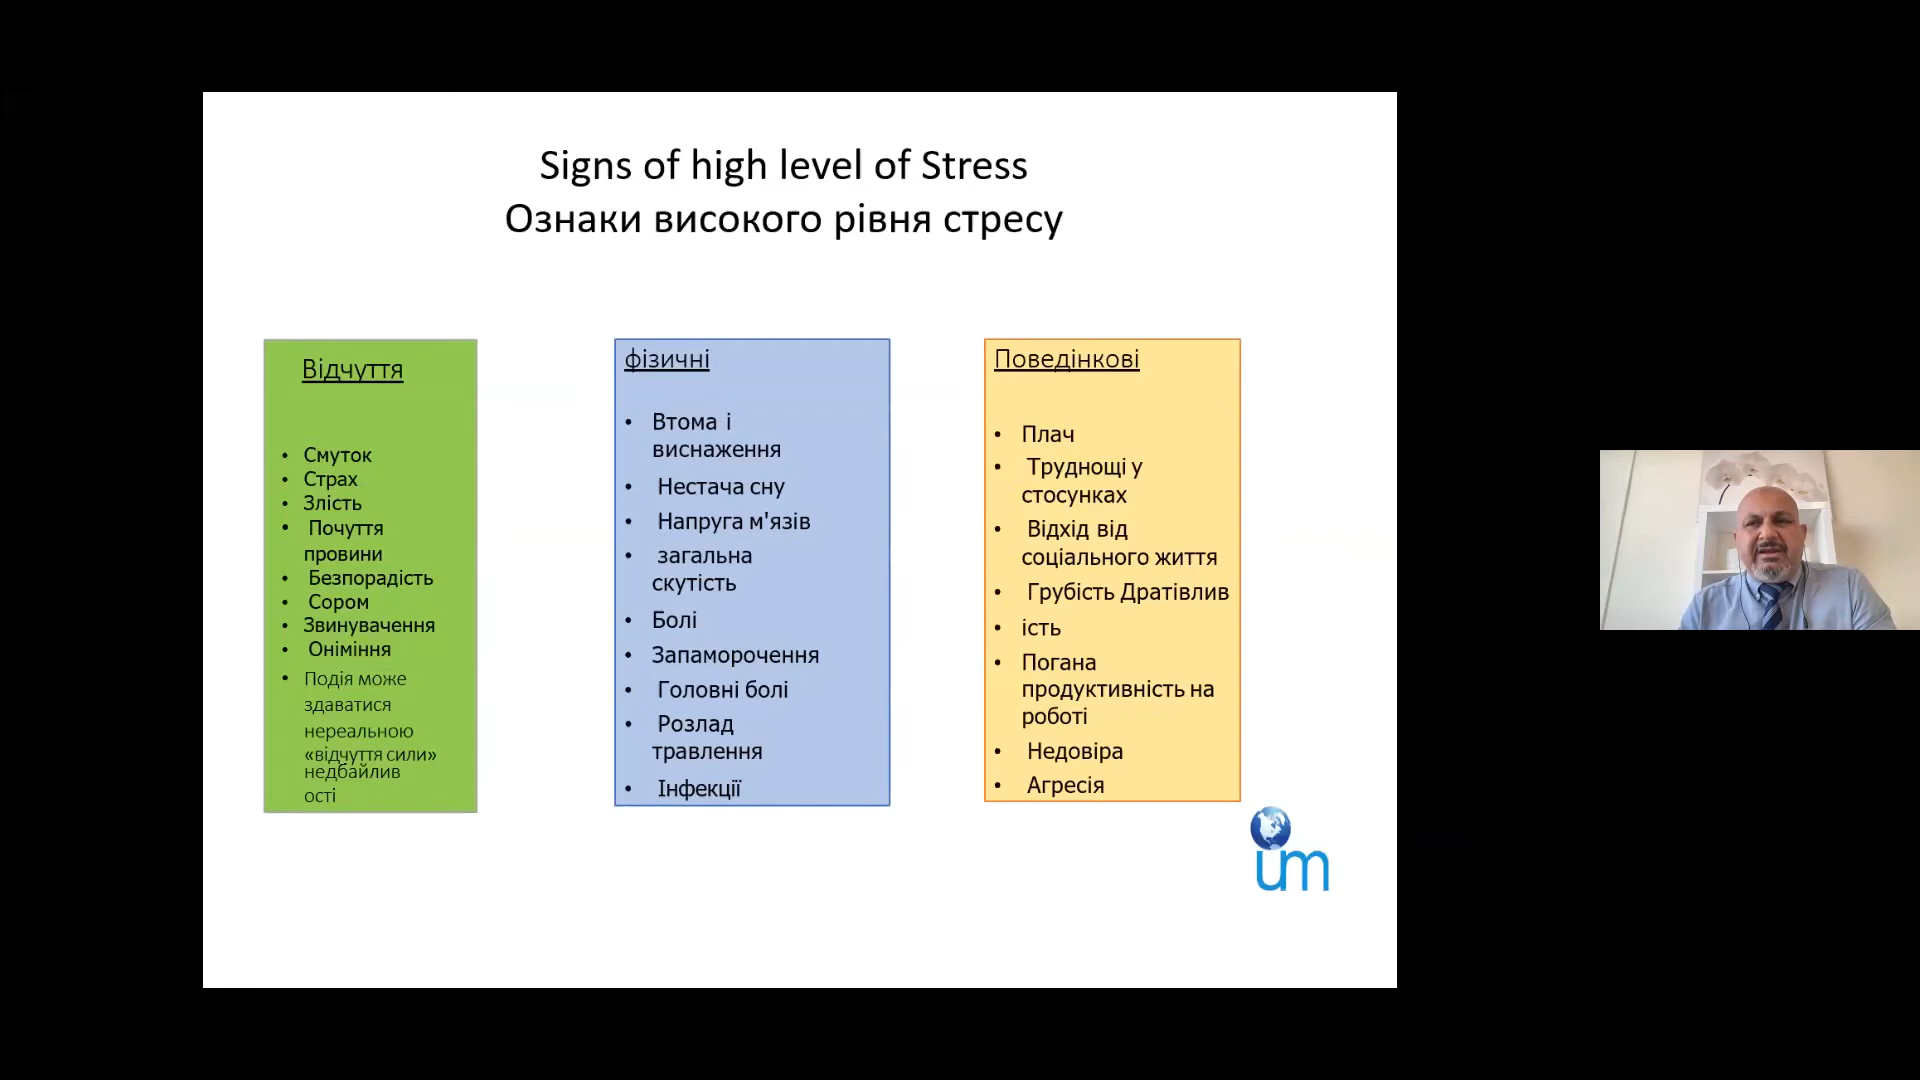 Signs of high level of Stress
Ознаки високого рівня стресу
Відчуття
• Смуток
• Страх
• Злість
• Почуття
провини
• Безпорадість
• Сором
• Звинувачення
• Оніміння
• Подія може
здаватися
нереальною
«відчуття сили»
недбайлив
ості
фізичні
• Втома і
виснаження
• Нестача сну
• Напруга м'язів
• загальна
скутість
• Болі
• Запаморочення
• Головні болі
• Розлад
травлення
• Інфекції
Поведінкові
• Плач
• Труднощі у
стосунках
• Відхід від
соціального життя
• Грубість Дратівлив
• ість
• Погана
продуктивність на
роботі
• Недовіра
• Агресія
um